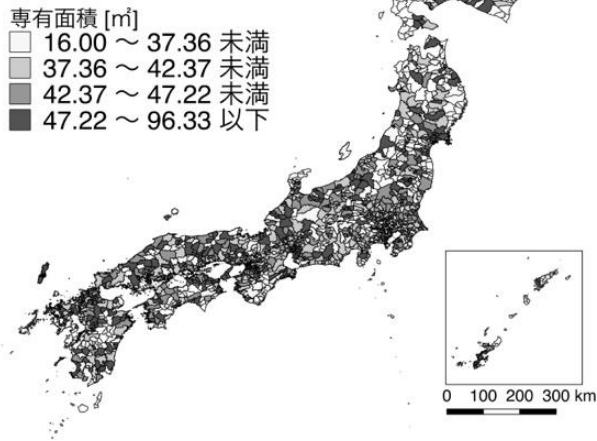 専有面積 [㎡]
16.00 ～ 37.36 未満
37.36 ～ 42.37 未満
42.37 ～ 47.22 未満
47.22 ～ 96.33 以下
0 100 200 300 km